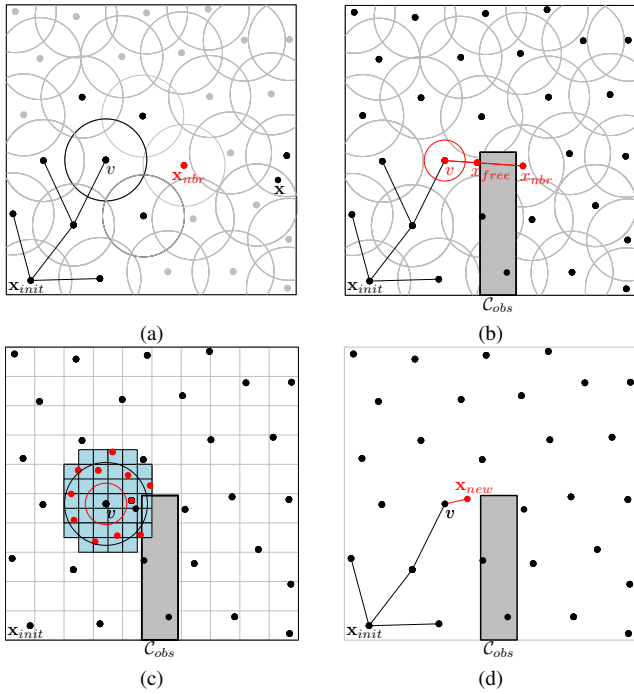 v
x_nbr
x
x_init
(a)
v x_free x_nbr
x_init
C_obs
(b)
v
x_init
C_obs
(c)
x_new
v
x_init
C_obs
(d)